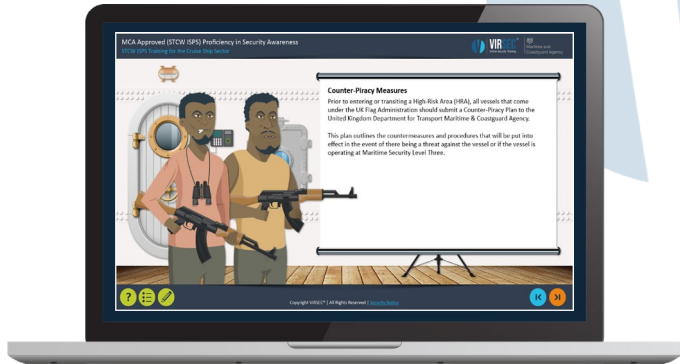 MCA Approved (STCW ISPS) Proficiency in Security Awareness
STCW ISPS Training for the Cruise Ship Sector
VIRSEC
Maritime and
Coastguard Agency
Counter-Piracy Measures
Prior to entering or transiting a High-Risk Area (HRA), all vessels that come
under the UK Flag Administration should submit a Counter-Piracy Plan to the
United Kingdom Department for Transport Maritime & Coastguard Agency.
This plan outlines the countermeasures and procedures that will be put into
effect in the event of there being a threat against the vessel or if the vessel is
operating at Maritime Security Level Three.
?
Copyright VIRSEC® | All Rights Reserved | Security Notice